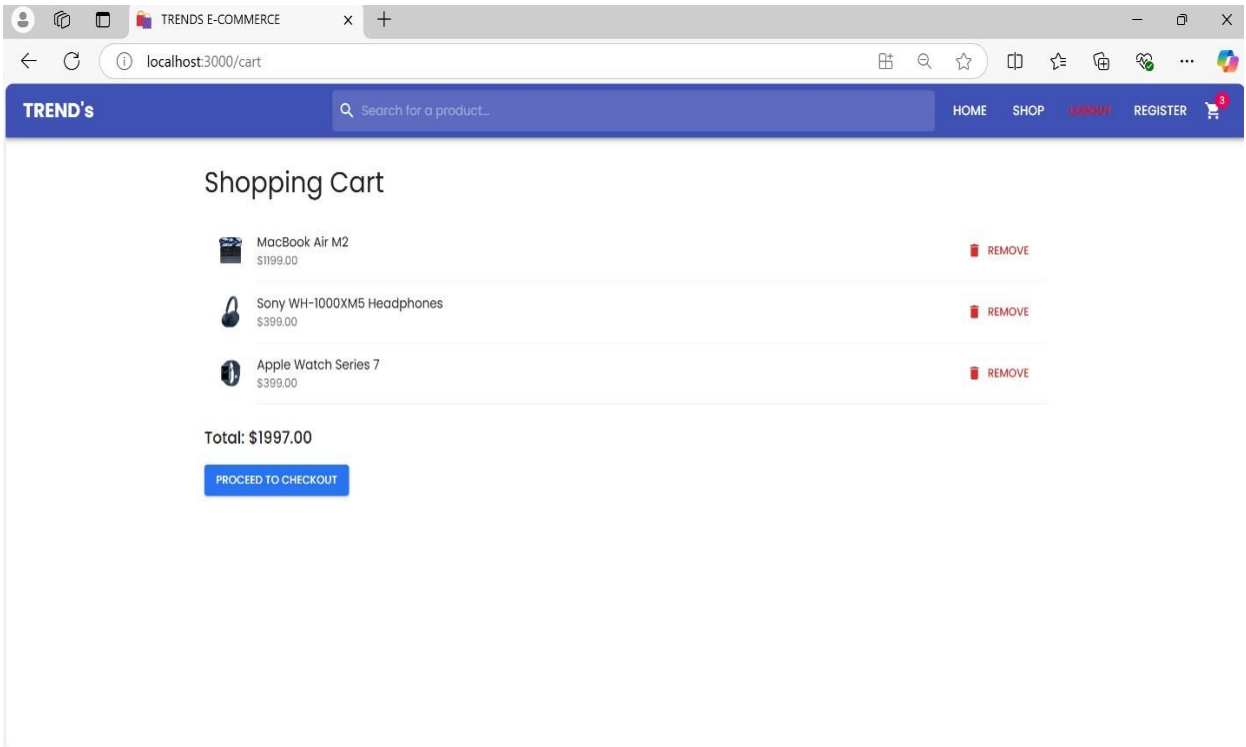 TRENDS E-COMMERCE
localhost:3000/cart
TREND's
Search for a product...
HOME SHOP LOGOUT REGISTER 3
Shopping Cart
MacBook Air M2
$1199.00
REMOVE
Sony WH-1000XM5 Headphones
$399.00
REMOVE
Apple Watch Series 7
$399.00
REMOVE
Total: $1997.00
PROCEED TO CHECKOUT